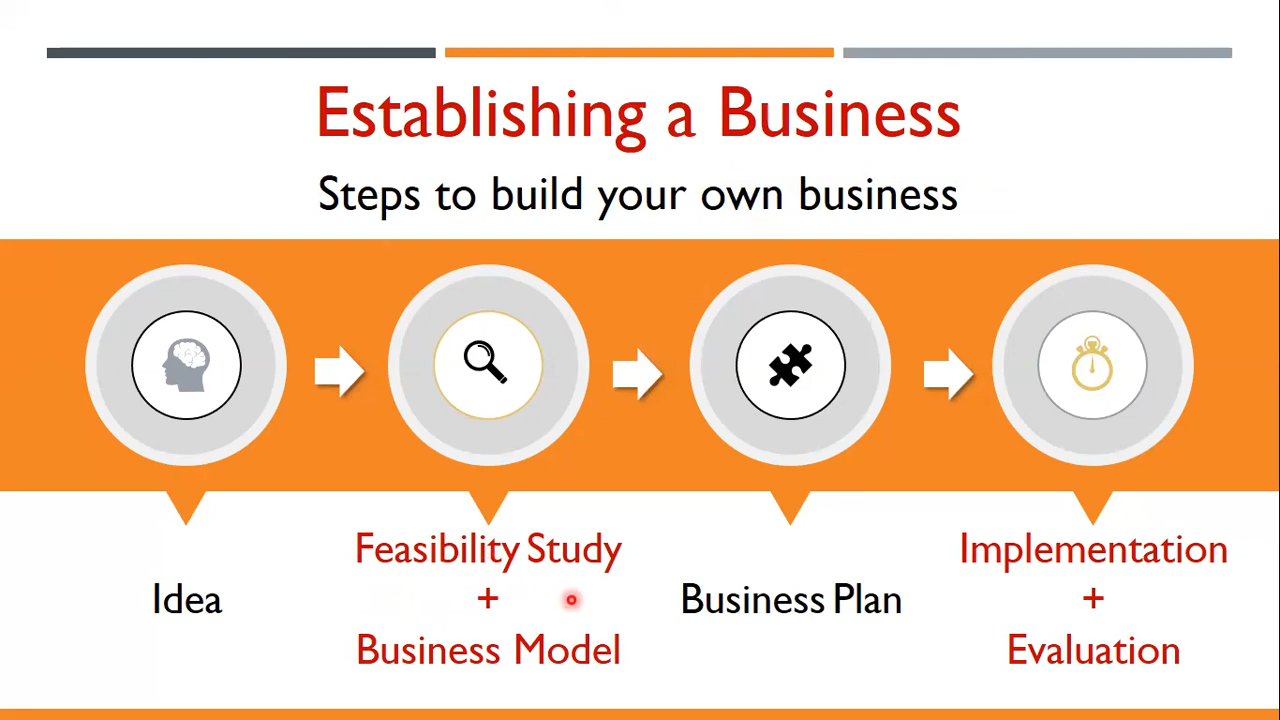 Establishing a Business
Steps to build your own business
Idea
Feasibility Study
+
Business Model
Business Plan
Implementation
+
Evaluation